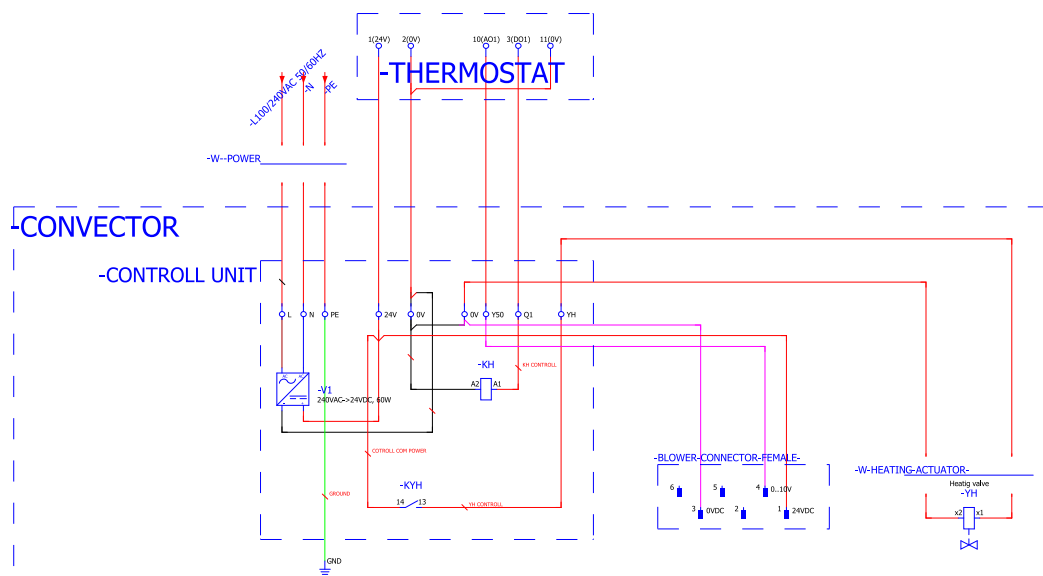 1(24V)
2(0V)
10(AO1)
3(DO1)
11(0V)
-THERMOSTAT
-L100/240VAC 50/60HZ
-N
-PE
-W--POWER
-CONVECTOR
-CONTROLL UNIT
L
N
PE
24V
0V
0V
YS0
Q1
YH
-KH
KH CONTROLL
A2
A1
AC
AC
-
+
-V1
240VAC->24VDC, 60W
COTROLL COM POWER
-KYH
14
13
GROUND
YH CONTROLL
GND
-BLOWER-CONNECTOR-FEMALE-
6
5
4
0..10V
3
0VDC
2
1
24VDC
-W-HEATING-ACTUATOR-
Heatig valve
-YH
x2
x1